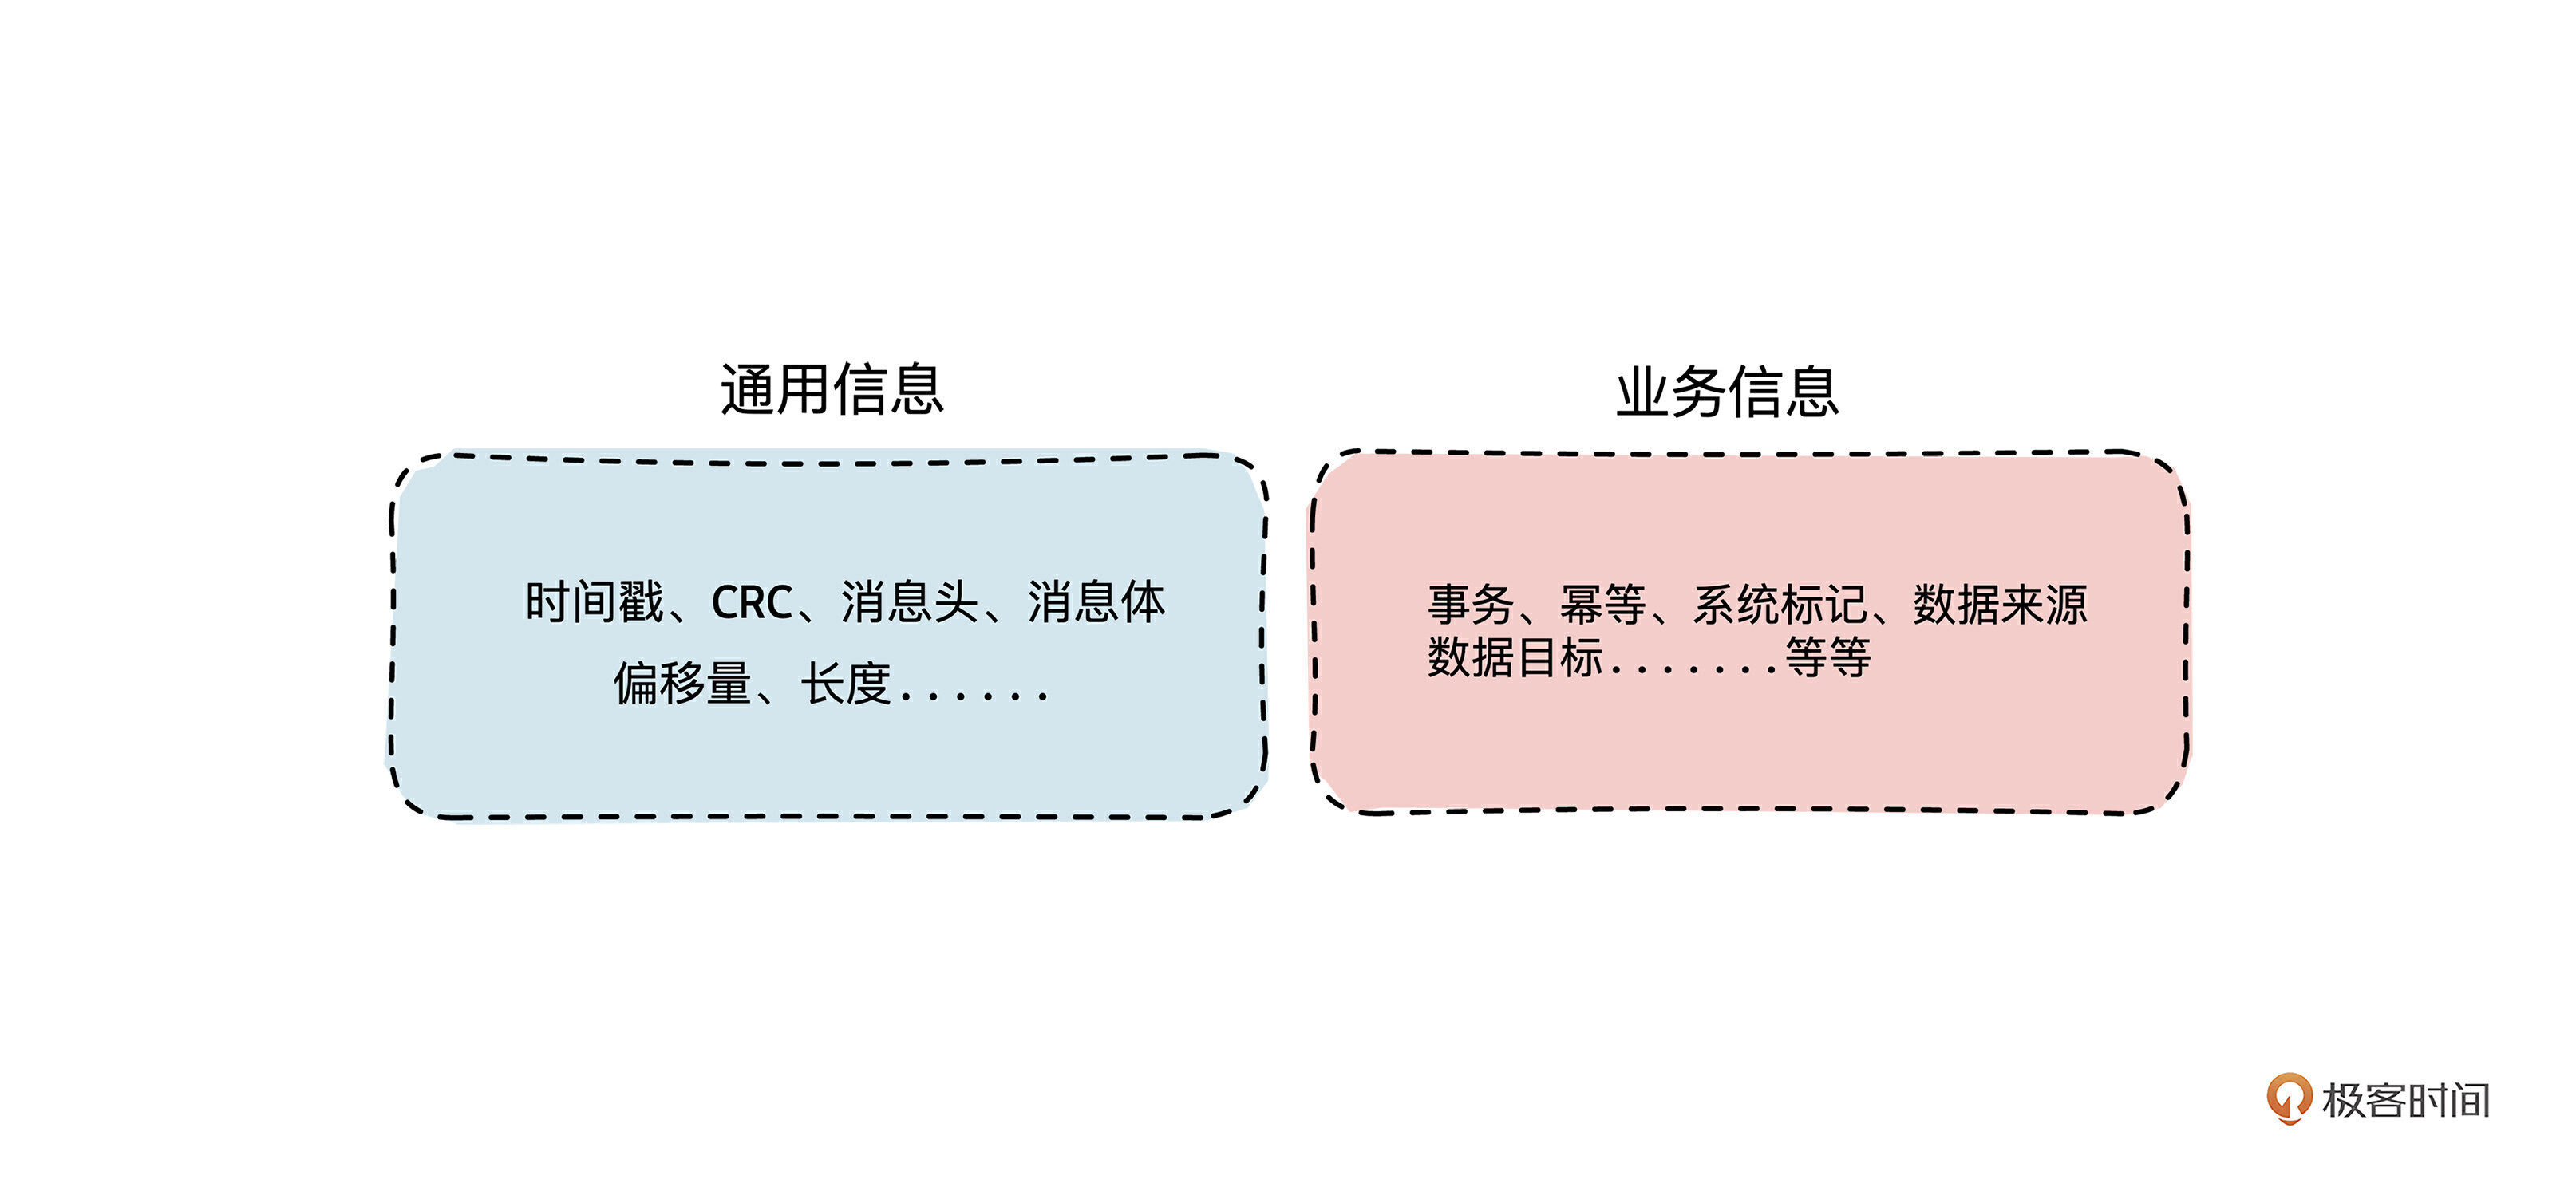 通用信息
时间戳、CRC、消息头、消息体
偏移量、长度......
业务信息
事务、幂等、系统标记、数据来源
数据目标.......等等
极客时间